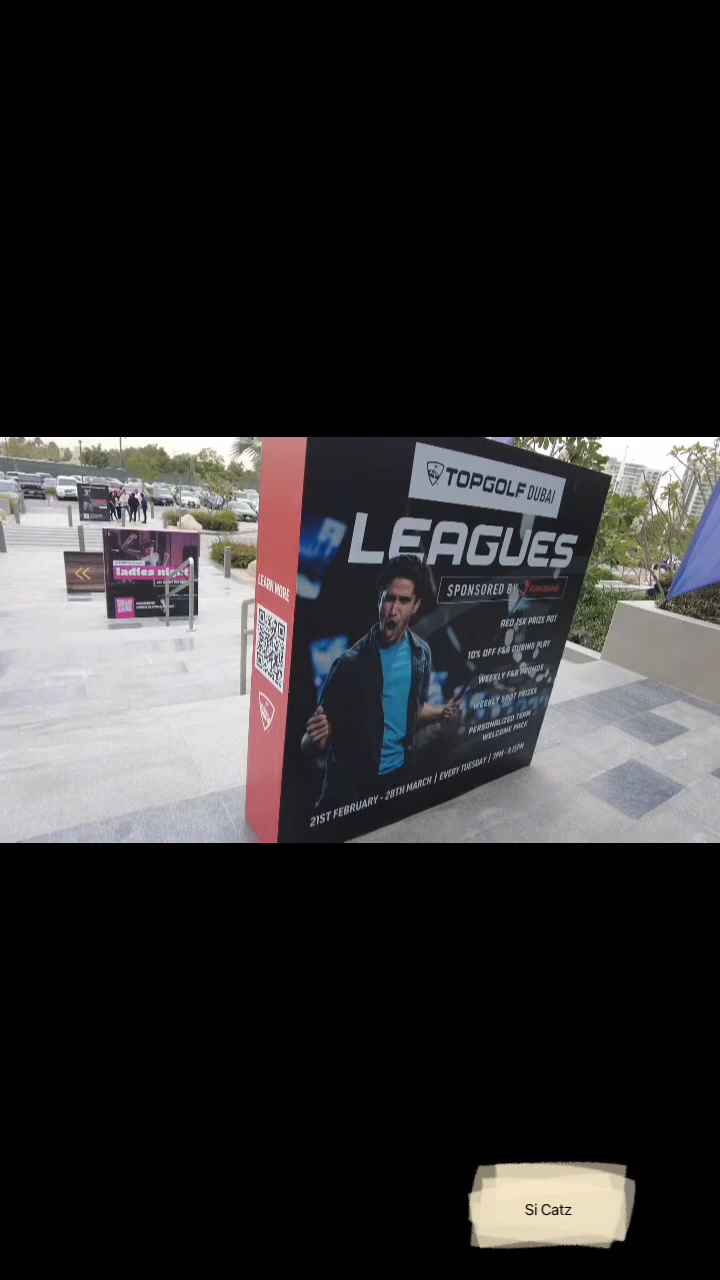 TOPGOLF DUBAI
LEAGUES
SPONSORED BY
AED 15K PRIZE POT
10% OFF F&B DURING PLAY
WEEKLY F&B PROMOS
WEEKLY SPOT PRIZES
PERSONALIZED TEAM
WELCOME PACK
21ST FEBRUARY - 28TH MARCH | EVERY TUESDAY | 7PM - 9.15PM
LEARN MORE
ladies night
Si Catz